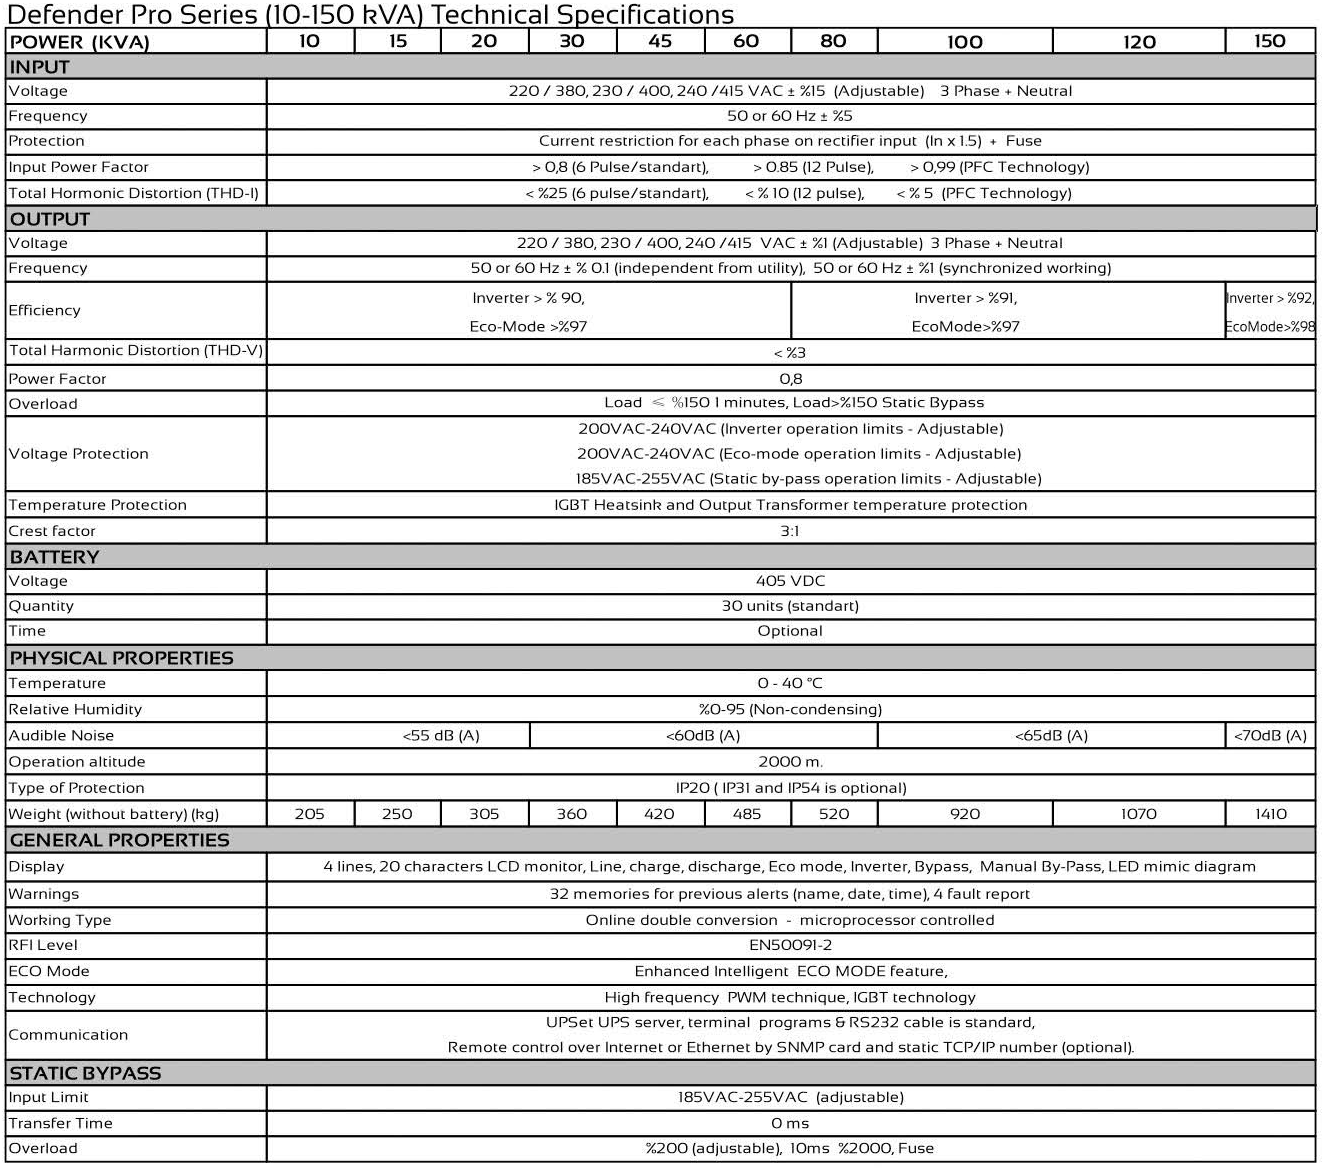 Defender Pro Series (10-150 kVA) Technical Specifications
POWER (KVA) 10 15 20 30 45 60 80 100 120 150
INPUT
Voltage 220 / 380, 230 / 400, 240 /415 VAC ± %15 (Adjustable) 3 Phase + Neutral
Frequency 50 or 60 Hz ± %5
Protection Current restriction for each phase on rectifier input (In x 1.5) + Fuse
Input Power Factor > 0,8 (6 Pulse/standart), > 0.85 (12 Pulse), > 0,99 (PFC Technology)
Total Hormonic Distortion (THD-I) < %25 (6 pulse/standart), < % 10 (12 pulse), < % 5 (PFC Technology)
OUTPUT
Voltage 220 / 380, 230 / 400, 240 /415 VAC ± %1 (Adjustable) 3 Phase + Neutral
Frequency 50 or 60 Hz ± % 0.1 (independent from utility), 50 or 60 Hz ± %1 (synchronized working)
Efficiency Inverter > % 90, Inverter > %91, Inverter > %92,
Eco-Mode >%97 EcoMode>%97 EcoMode>%98
Total Harmonic Distortion (THD-V) < %3
Power Factor 0,8
Overload Load ≤ %150 1 minutes, Load>%150 Static Bypass
Voltage Protection 200VAC-240VAC (Inverter operation limits - Adjustable)
200VAC-240VAC (Eco-mode operation limits - Adjustable)
185VAC-255VAC (Static by-pass operation limits - Adjustable)
Temperature Protection IGBT Heatsink and Output Transformer temperature protection
Crest factor 3:1
BATTERY
Voltage 405 VDC
Quantity 30 units (standart)
Time Optional
PHYSICAL PROPERTIES
Temperature 0 - 40 °C
Relative Humidity %0-95 (Non-condensing)
Audible Noise <55 dB (A) <60dB (A) <65dB (A) <70dB (A)
Operation altitude 2000 m.
Type of Protection IP20 ( IP31 and IP54 is optional)
Weight (without battery) (kg) 205 250 305 360 420 485 520 920 1070 1410
GENERAL PROPERTIES
Display 4 lines, 20 characters LCD monitor, Line, charge, discharge, Eco mode, Inverter, Bypass, Manual By-Pass, LED mimic diagram
Warnings 32 memories for previous alerts (name, date, time), 4 fault report
Working Type Online double conversion - microprocessor controlled
RFI Level EN50091-2
ECO Mode Enhanced Intelligent ECO MODE feature,
Technology High frequency PWM technique, IGBT technology
Communication UPSet UPS server, terminal programs & RS232 cable is standard,
Remote control over Internet or Ethernet by SNMP card and static TCP/IP number (optional).
STATIC BYPASS
Input Limit 185VAC-255VAC (adjustable)
Transfer Time 0 ms
Overload %200 (adjustable), 10ms %2000, Fuse